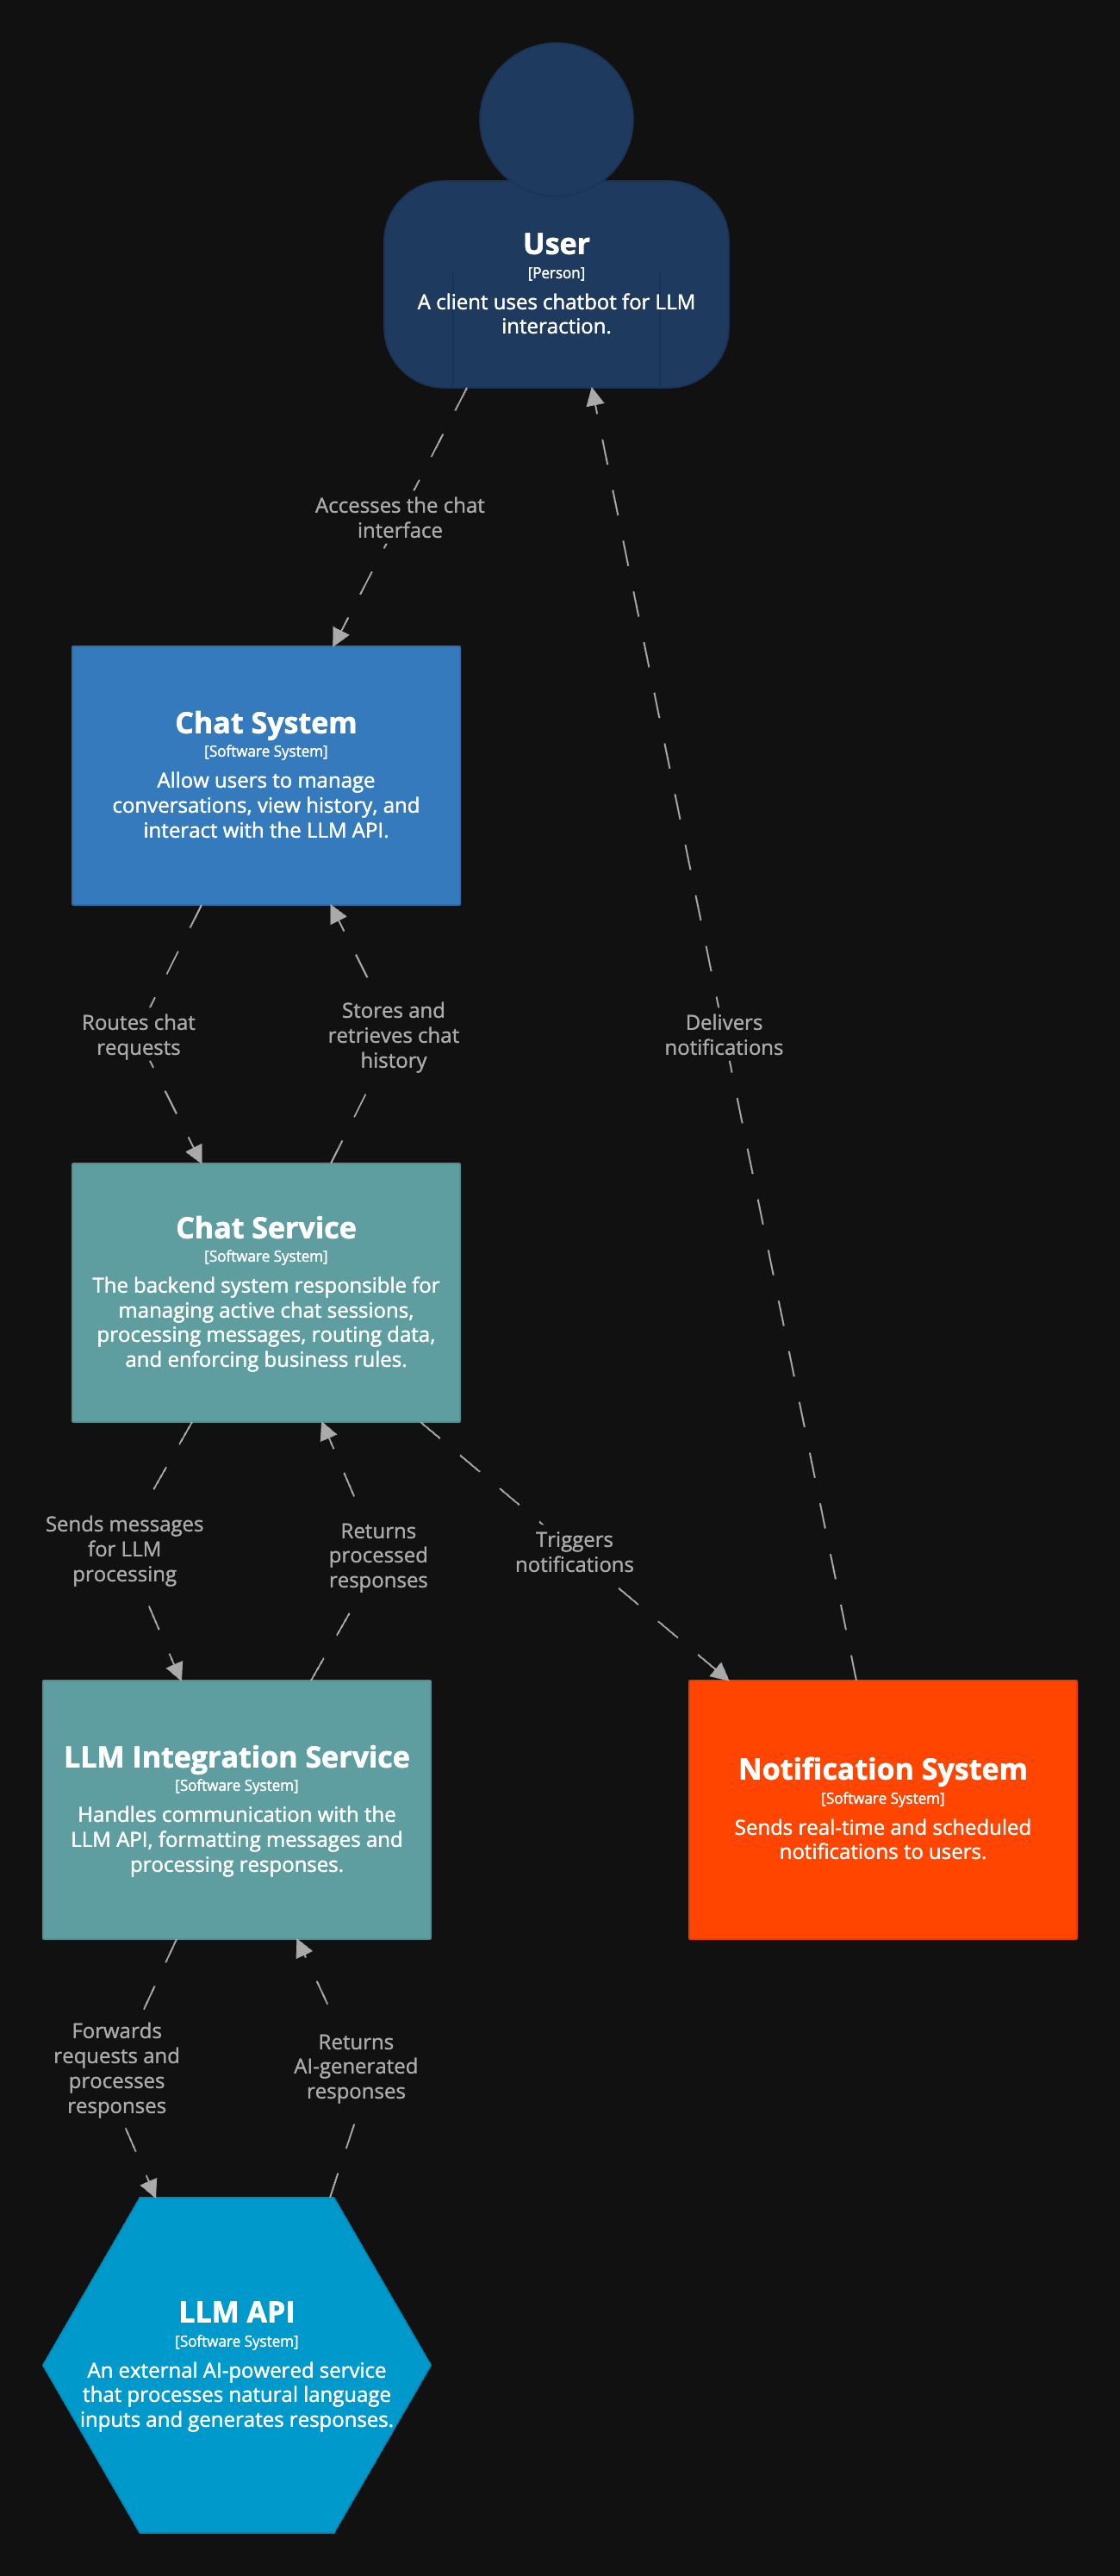 User
[Person]
A client uses chatbot for LLM
interaction.
Accesses the chat
interface
Chat System
[Software System]
Allow users to manage
conversations, view history, and
interact with the LLM API.
Routes chat
requests
Stores and
retrieves chat
history
Delivers
notifications
Chat Service
[Software System]
The backend system responsible for
managing active chat sessions,
processing messages, routing data,
and enforcing business rules.
Sends messages
for LLM
processing
Returns
processed
responses
Triggers
notifications
LLM Integration Service
[Software System]
Handles communication with the
LLM API, formatting messages and
processing responses.
Notification System
[Software System]
Sends real-time and scheduled
notifications to users.
Forwards
requests and
processes
responses
Returns
AI-generated
responses
LLM API
[Software System]
An external AI-powered service
that processes natural language
inputs and generates responses.